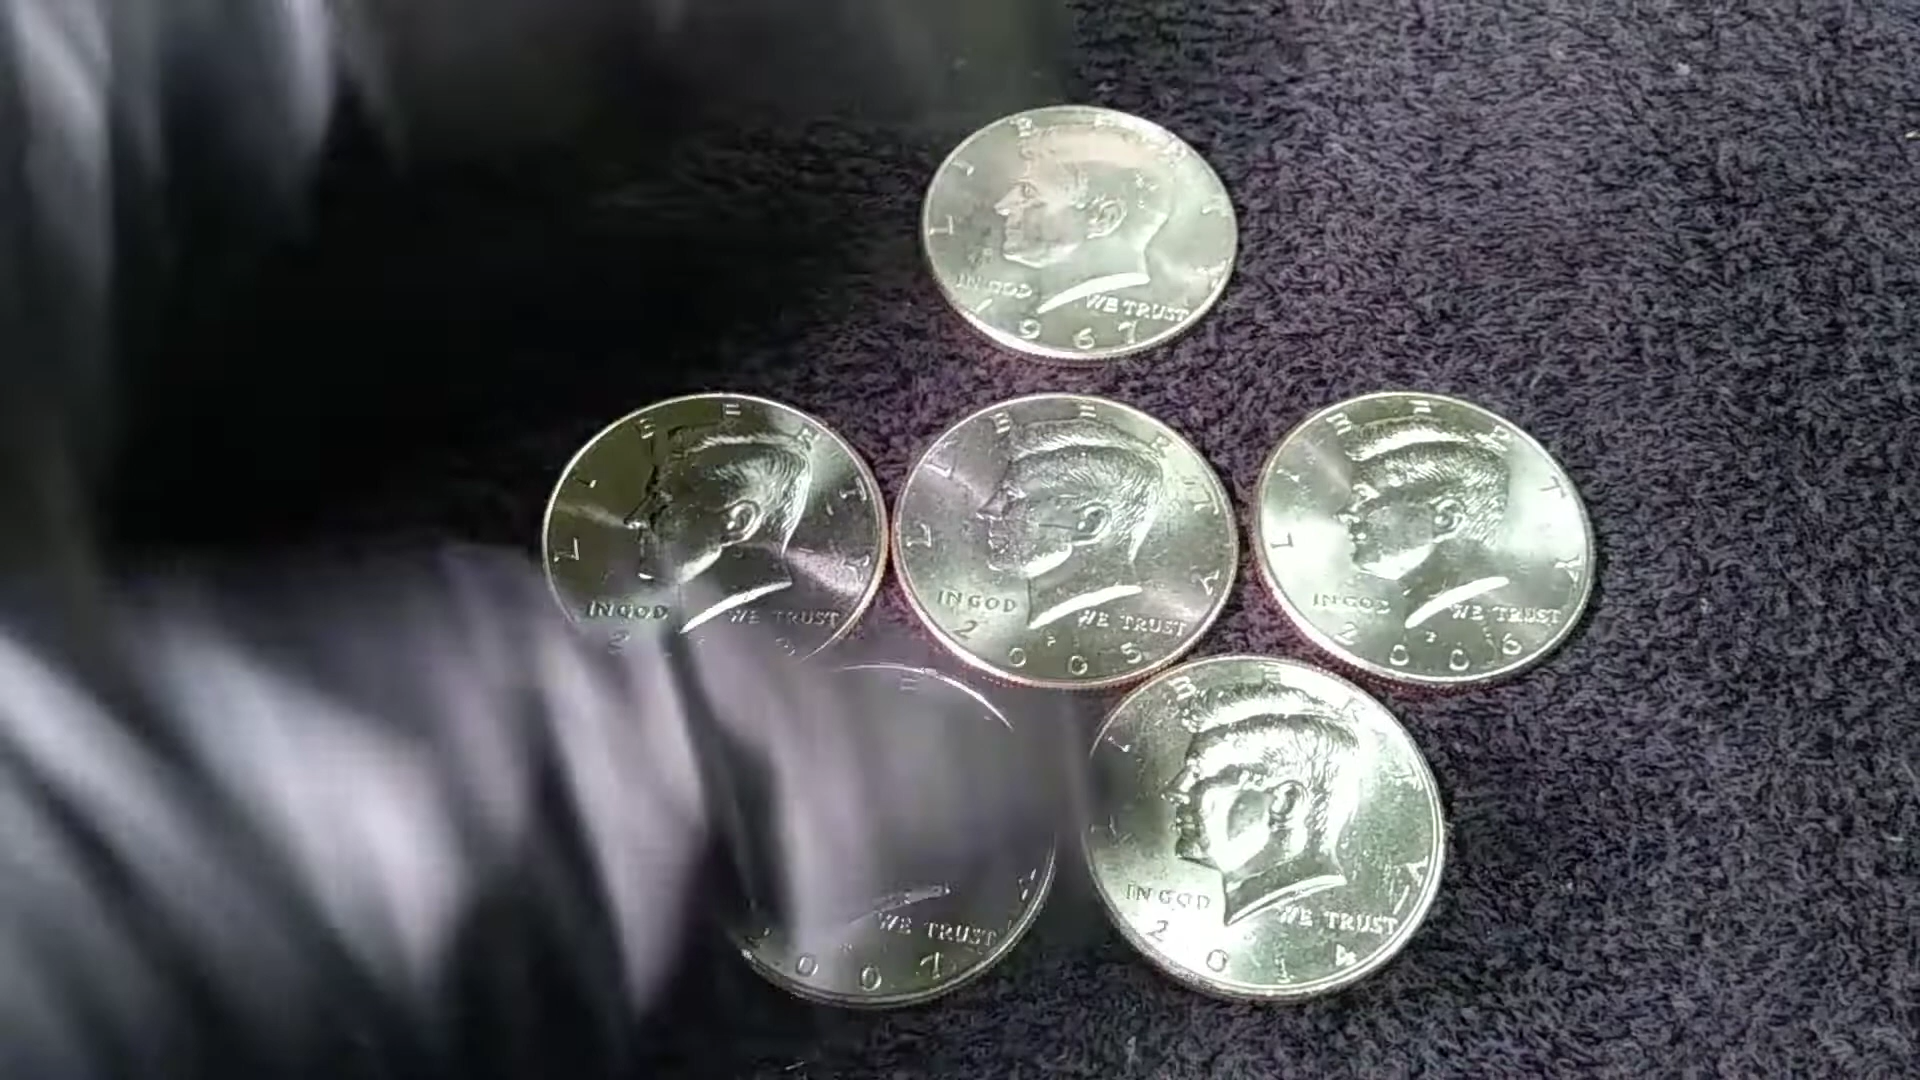 LIBERTY
IN GOD WE TRUST
1967
LIBERTY
IN GOD WE TRUST
LIBERTY
IN GOD WE TRUST
2005
P
LIBERTY
IN GOD WE TRUST
2006
P
WE TRUST
2007
LIBERTY
IN GOD WE TRUST